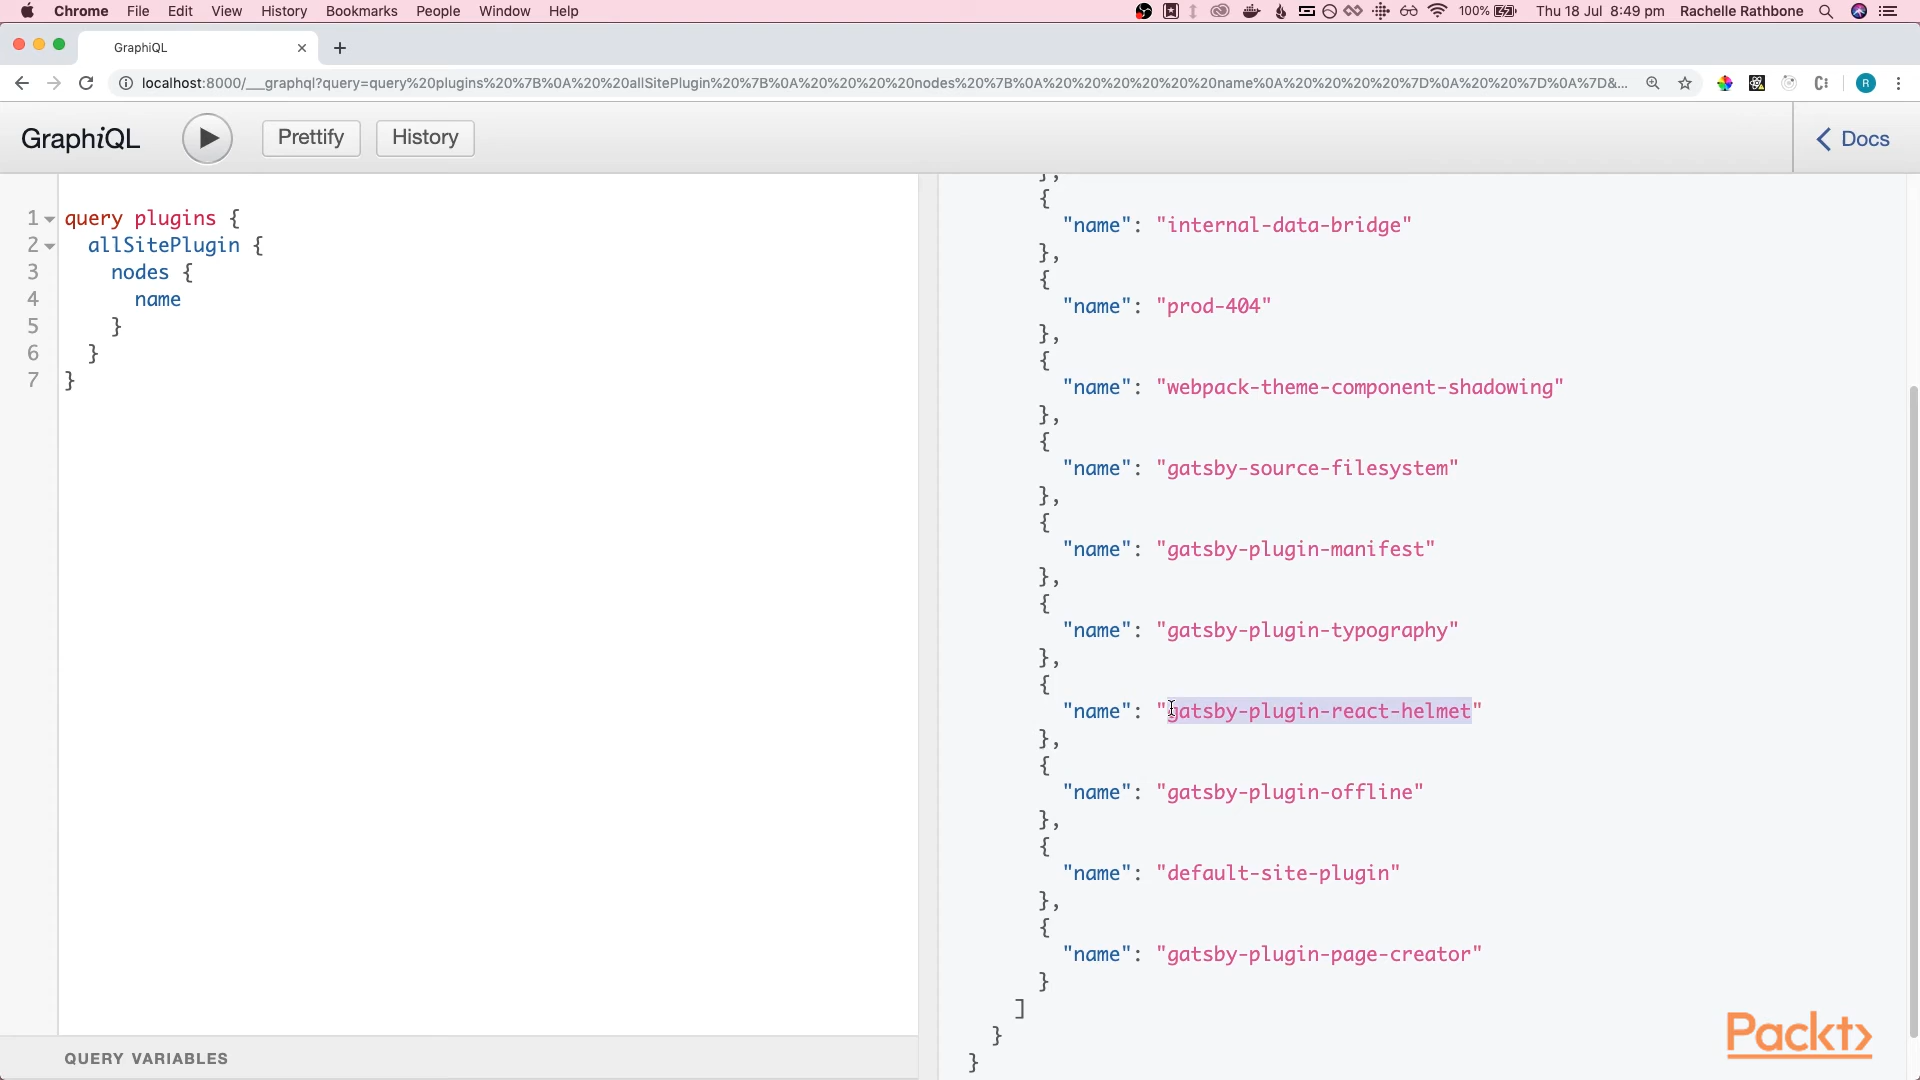 Chrome File Edit View History Bookmarks People Window Help 100% Thu 18 Jul 8:49 pm Rachelle Rathbone
GraphiQL
localhost:8000/___graphql?query=query%20plugins%20%7B%0A%20%20allSitePlugin%20%7B%0A%20%20%20%20nodes%20%7B%0A%20%20%20%20%20%20name%0A%20%20%20%20%7D%0A%20%20%7D%0A%7D&... R
GraphiQL Prettify History Docs
1 query plugins {
2 allSitePlugin {
3 nodes {
4 name
5 }
6 }
7 }
QUERY VARIABLES
},
{
"name": "internal-data-bridge"
},
{
"name": "prod-404"
},
{
"name": "webpack-theme-component-shadowing"
},
{
"name": "gatsby-source-filesystem"
},
{
"name": "gatsby-plugin-manifest"
},
{
"name": "gatsby-plugin-typography"
},
{
"name": "gatsby-plugin-react-helmet"
},
{
"name": "gatsby-plugin-offline"
},
{
"name": "default-site-plugin"
},
{
"name": "gatsby-plugin-page-creator"
}
]
}
}
Packt>